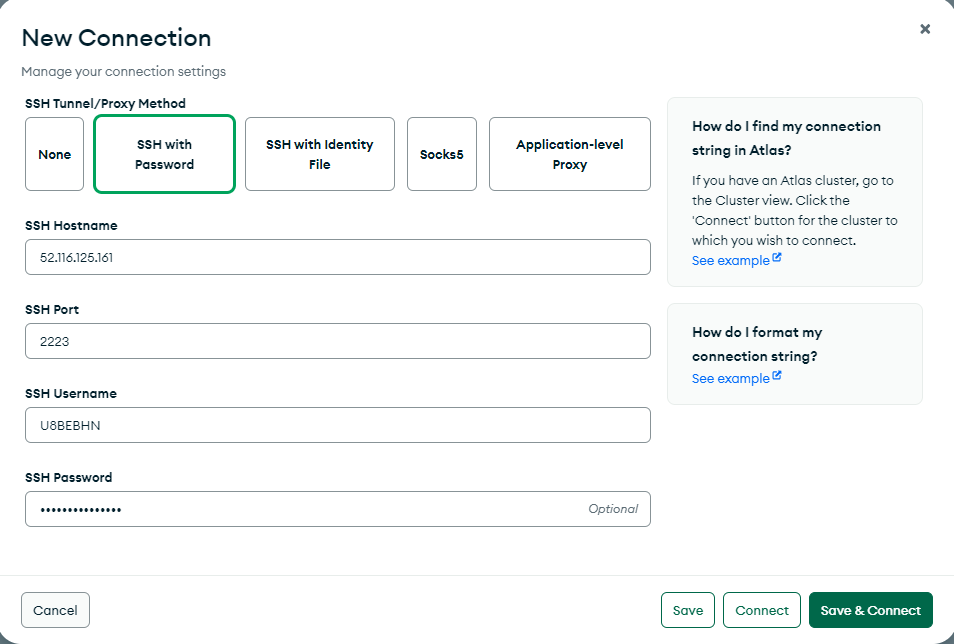 New Connection
Manage your connection settings
SSH Tunnel/Proxy Method
None
SSH with
Password
SSH with Identity
File
Socks5
Application-level
Proxy
SSH Hostname
52.116.125.161
SSH Port
2223
SSH Username
U8BEBHN
SSH Password
•••••••••••••••
Optional
How do I find my connection
string in Atlas?
If you have an Atlas cluster, go to
the Cluster view. Click the
'Connect' button for the cluster to
which you wish to connect.
See example
How do I format my
connection string?
See example
Cancel
Save
Connect
Save & Connect